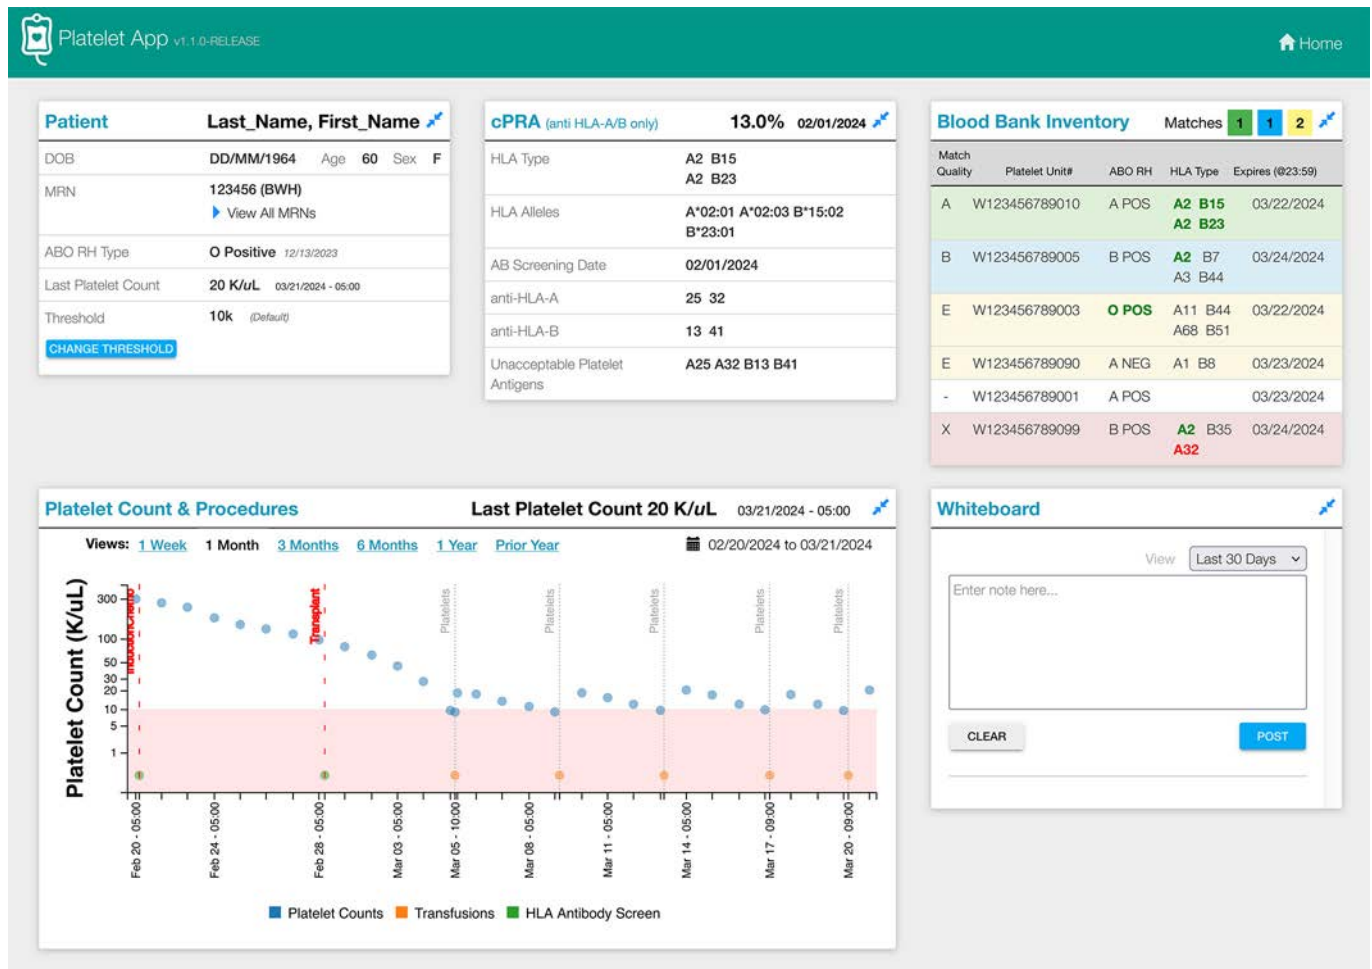 Platelet App v1.1.0-RELEASE
Home
Patient Last_Name, First_Name
DOB DD/MM/1964 Age 60 Sex F
MRN 123456 (BWH)
View All MRNs
ABO RH Type O Positive 12/13/2023
Last Platelet Count 20 K/uL 03/21/2024 - 05:00
Threshold 10k (Default)
CHANGE THRESHOLD
cPRA (anti HLA-A/B only) 13.0% 02/01/2024
HLA Type A2 B15
A2 B23
HLA Alleles A*02:01 A*02:03 B*15:02
B*23:01
AB Screening Date 02/01/2024
anti-HLA-A 25 32
anti-HLA-B 13 41
Unacceptable Platelet A25 A32 B13 B41
Antigens
Blood Bank Inventory Matches 1 1 2
Match
Quality Platelet Unit# ABO RH HLA Type Expires (@23:59)
A W123456789010 A POS A2 B15 03/22/2024
A2 B23
B W123456789005 B POS A2 B7 03/24/2024
A3 B44
E W123456789003 O POS A11 B44 03/22/2024
A68 B51
E W123456789090 A NEG A1 B8 03/23/2024
- W123456789001 A POS 03/23/2024
X W123456789099 B POS A2 B35 03/24/2024
A32
Platelet Count & Procedures Last Platelet Count 20 K/uL 03/21/2024 - 05:00
Views: 1 Week 1 Month 3 Months 6 Months 1 Year Prior Year 02/20/2024 to 03/21/2024
Platelet Count (K/uL)
300
100
50
30
20
10
5
1
InductionChemo
Transplant
Platelets
Platelets
Platelets
Platelets
Platelets
Feb 20 - 05:00
Feb 24 - 05:00
Feb 28 - 05:00
Mar 03 - 05:00
Mar 05 - 10:00
Mar 08 - 05:00
Mar 11 - 05:00
Mar 14 - 05:00
Mar 17 - 09:00
Mar 20 - 09:00
Platelet Counts Transfusions HLA Antibody Screen
Whiteboard
View Last 30 Days
Enter note here...
CLEAR POST